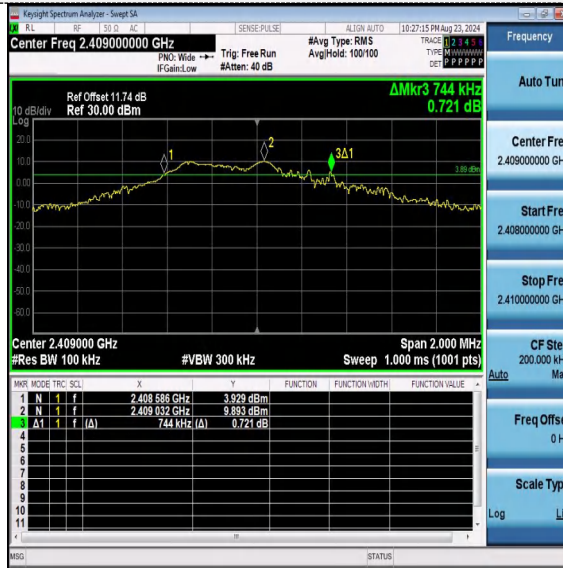 Keysight Spectrum Analyzer - Swept SA
RL RF 50 Ω AC SENSE:PULSE ALIGN AUTO 10:27:15 PM Aug 23, 2024
Center Freq 2.409000000 GHz
PNO: Wide Trig: Free Run #Avg Type: RMS TRACE 1 2 3 4 5 6
IFGain:Low #Atten: 40 dB Avg|Hold: 100/100 TYPE M
DET P P P P P P
Frequency
Auto Tun
ΔMkr3 744 kHz
0.721 dB
Ref Offset 11.74 dB
10 dB/div Ref 30.00 dBm
Log
20.0
10.0
0.00
-10.0
-20.0
-30.0
-40.0
-50.0
-60.0
1
2
3Δ1
3.89 dBm
Center Fre
2.409000000 GH
Start Fre
2.408000000 GH
Stop Fre
2.410000000 GH
Center 2.409000 GHz Span 2.000 MHz
#Res BW 100 kHz #VBW 300 kHz Sweep 1.000 ms (1001 pts)
CF Ste
200.000 kH
Auto Ma
MKR MODE TRC SCL X Y FUNCTION FUNCTION WIDTH FUNCTION VALUE
1 N 1 f 2.408 586 GHz 3.929 dBm
2 N 1 f 2.409 032 GHz 9.893 dBm
3 Δ1 1 f (Δ) 744 kHz (Δ) 0.721 dB
4
5
6
7
8
9
10
11
Freq Offse
0 H
Scale Typ
Log Li
MSG STATUS